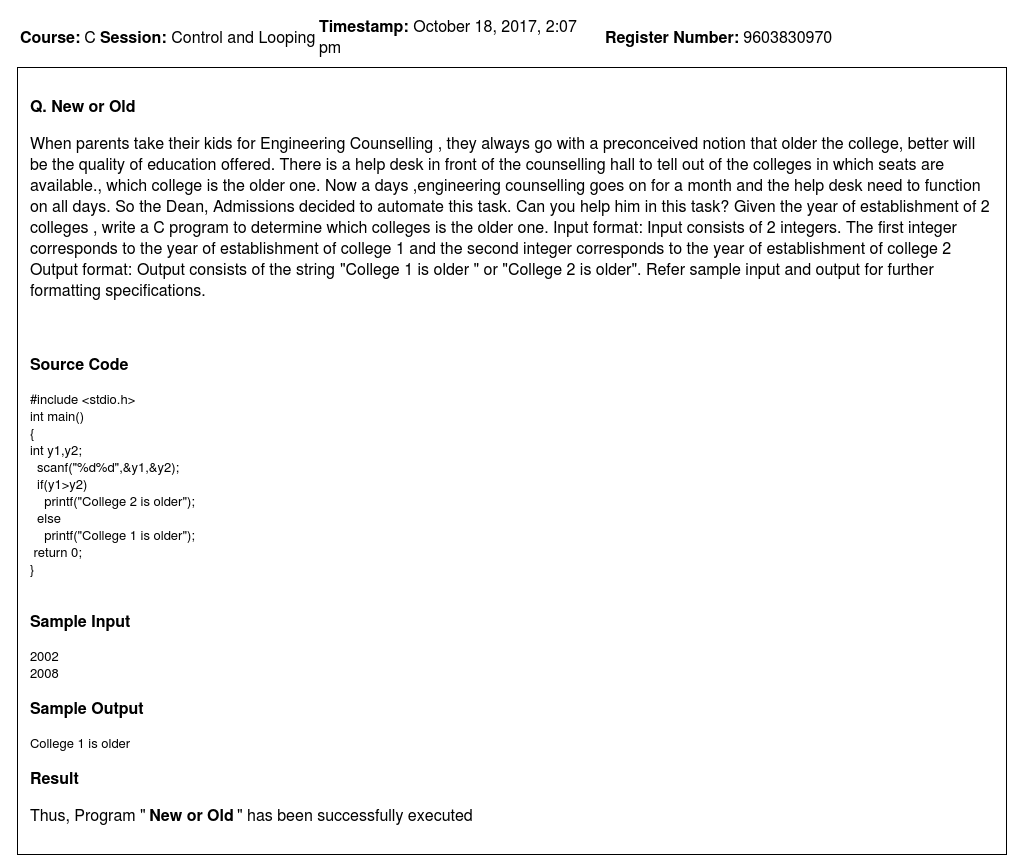 Course: C Session: Control and Looping Timestamp: October 18, 2017, 2:07 pm Register Number: 9603830970
Q. New or Old
When parents take their kids for Engineering Counselling , they always go with a preconceived notion that older the college, better will
be the quality of education offered. There is a help desk in front of the counselling hall to tell out of the colleges in which seats are
available., which college is the older one. Now a days ,engineering counselling goes on for a month and the help desk need to function
on all days. So the Dean, Admissions decided to automate this task. Can you help him in this task? Given the year of establishment of 2
colleges , write a C program to determine which colleges is the older one. Input format: Input consists of 2 integers. The first integer
corresponds to the year of establishment of college 1 and the second integer corresponds to the year of establishment of college 2
Output format: Output consists of the string "College 1 is older " or "College 2 is older". Refer sample input and output for further
formatting specifications.
Source Code
#include <stdio.h>
int main()
{
int y1,y2;
  scanf("%d%d",&y1,&y2);
  if(y1>y2)
    printf("College 2 is older");
  else
    printf("College 1 is older");
 return 0;
}
Sample Input
2002
2008
Sample Output
College 1 is older
Result
Thus, Program " New or Old " has been successfully executed